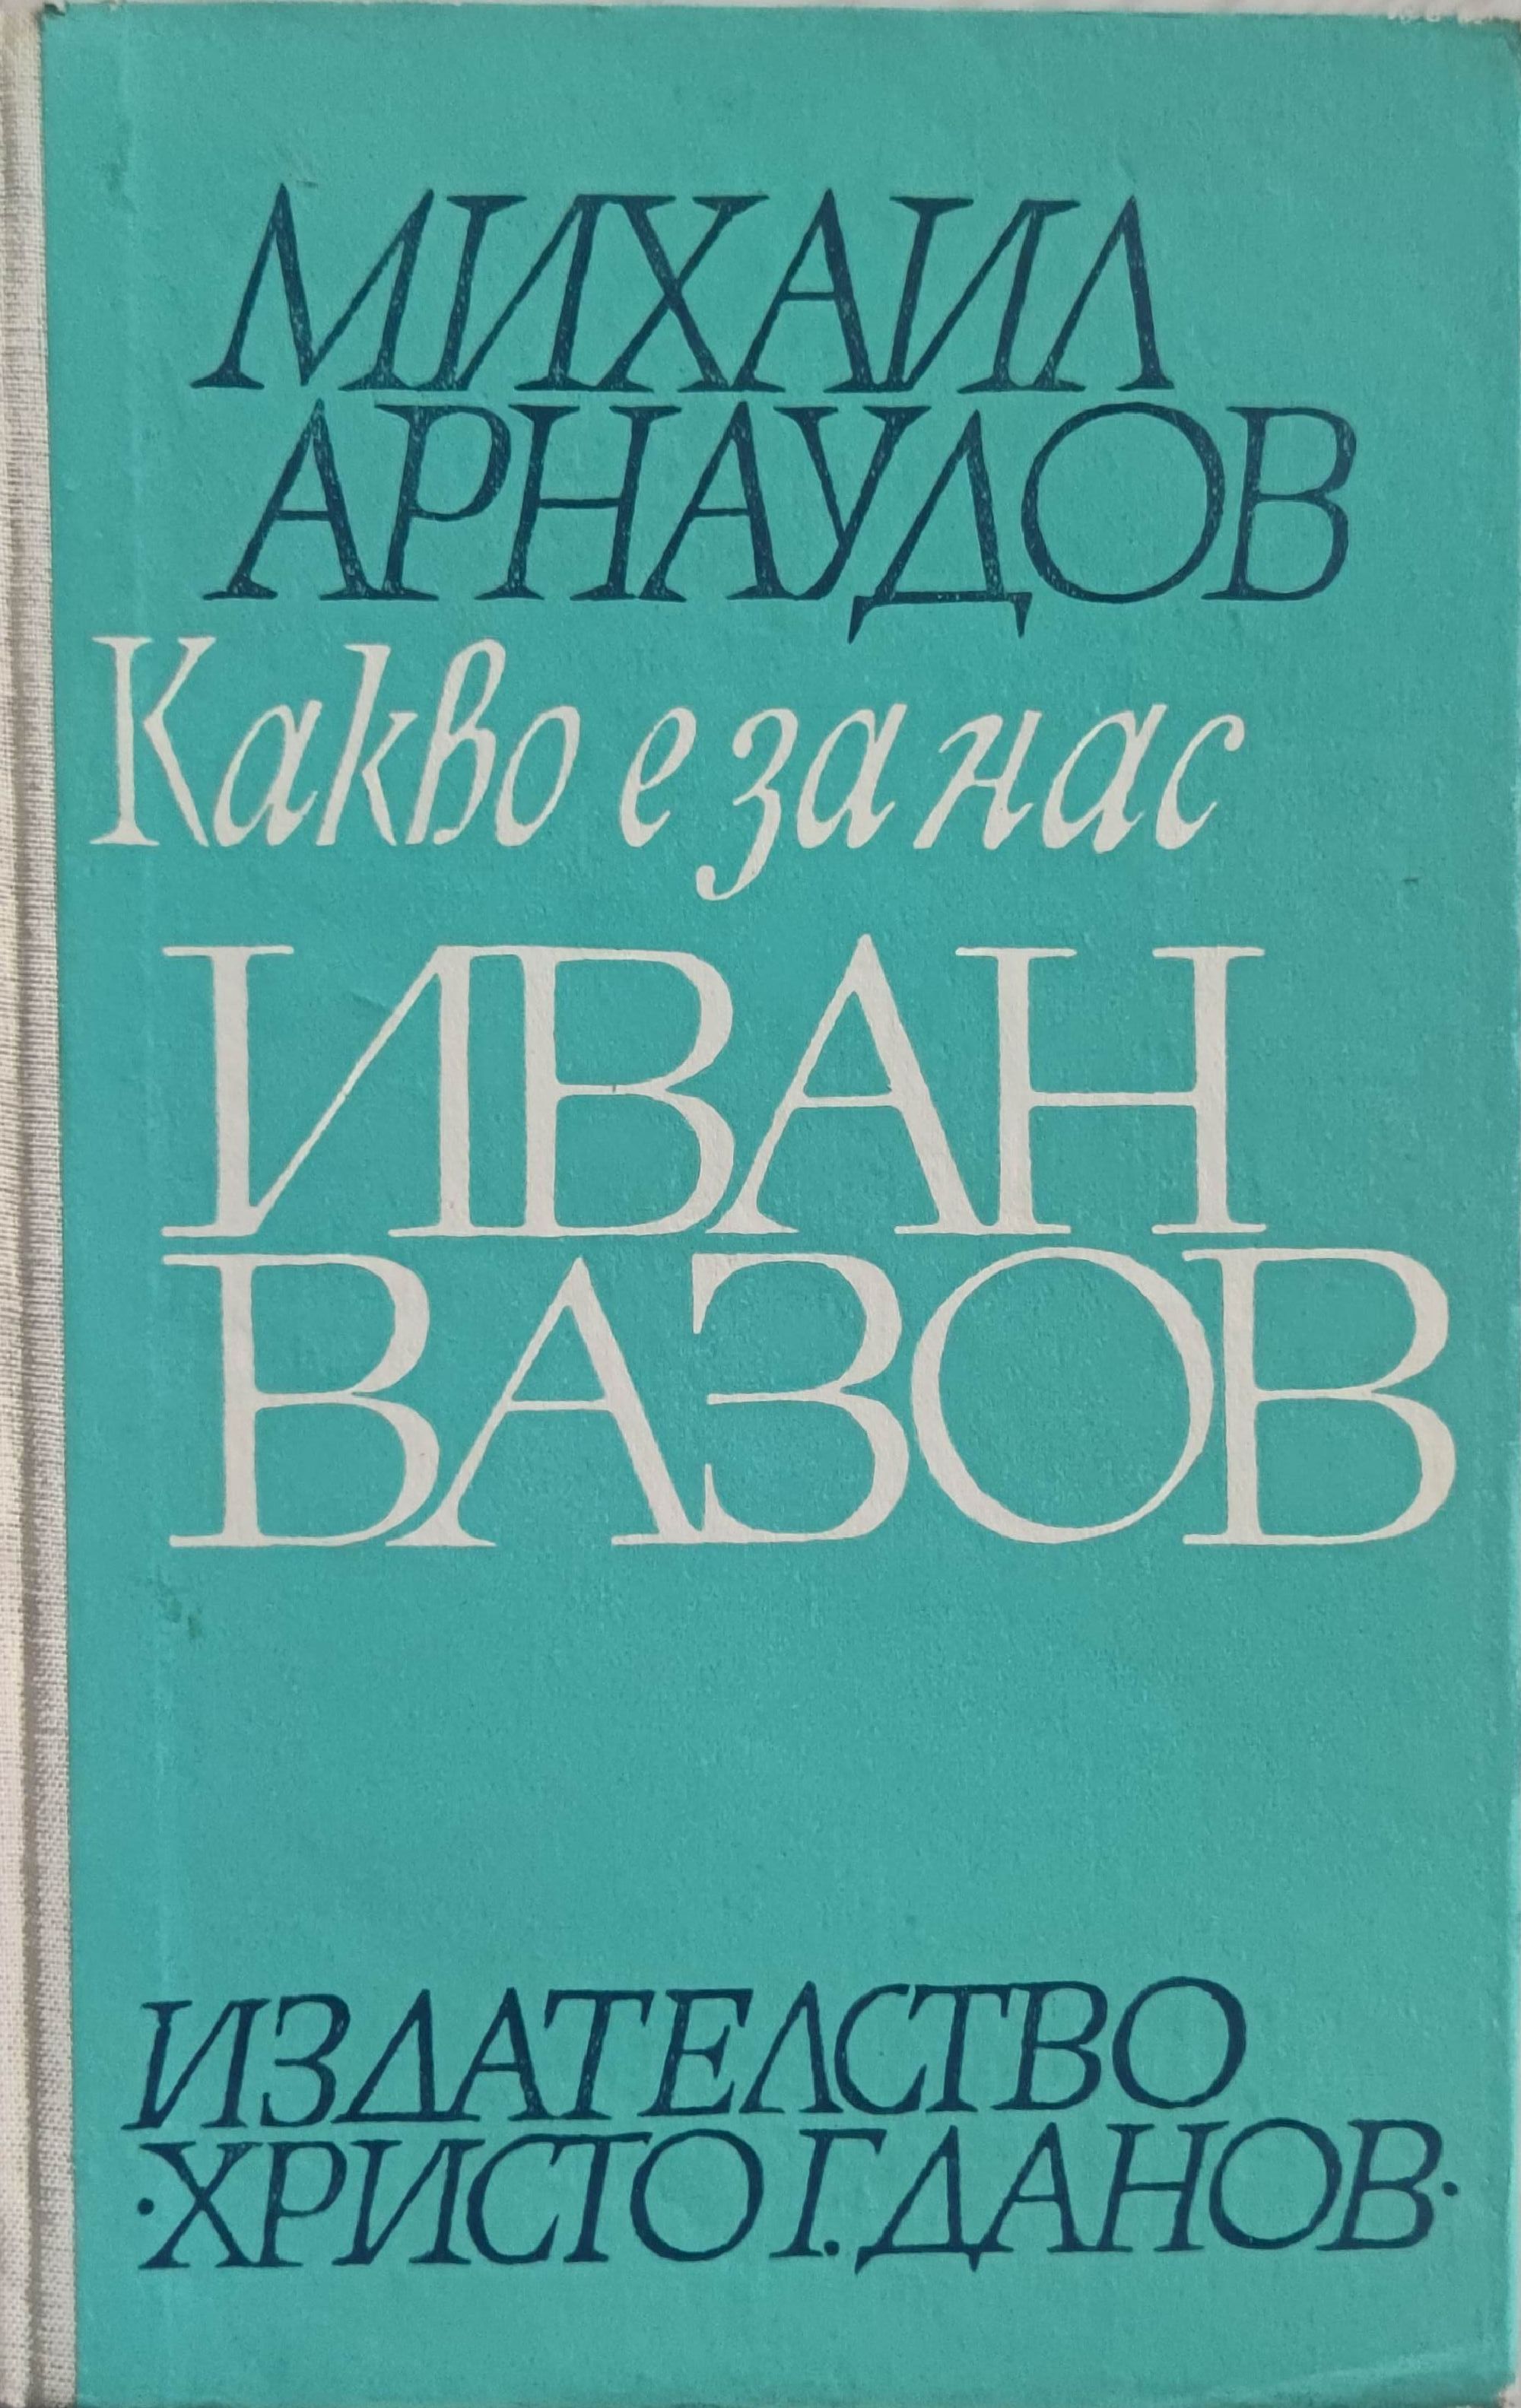 МИХАИЛ
АРНАУДОВ
Какво е за нас
ИВАН
ВАЗОВ
ИЗДАТЕЛСТВО
·ХРИСТО Г. ДАНОВ·